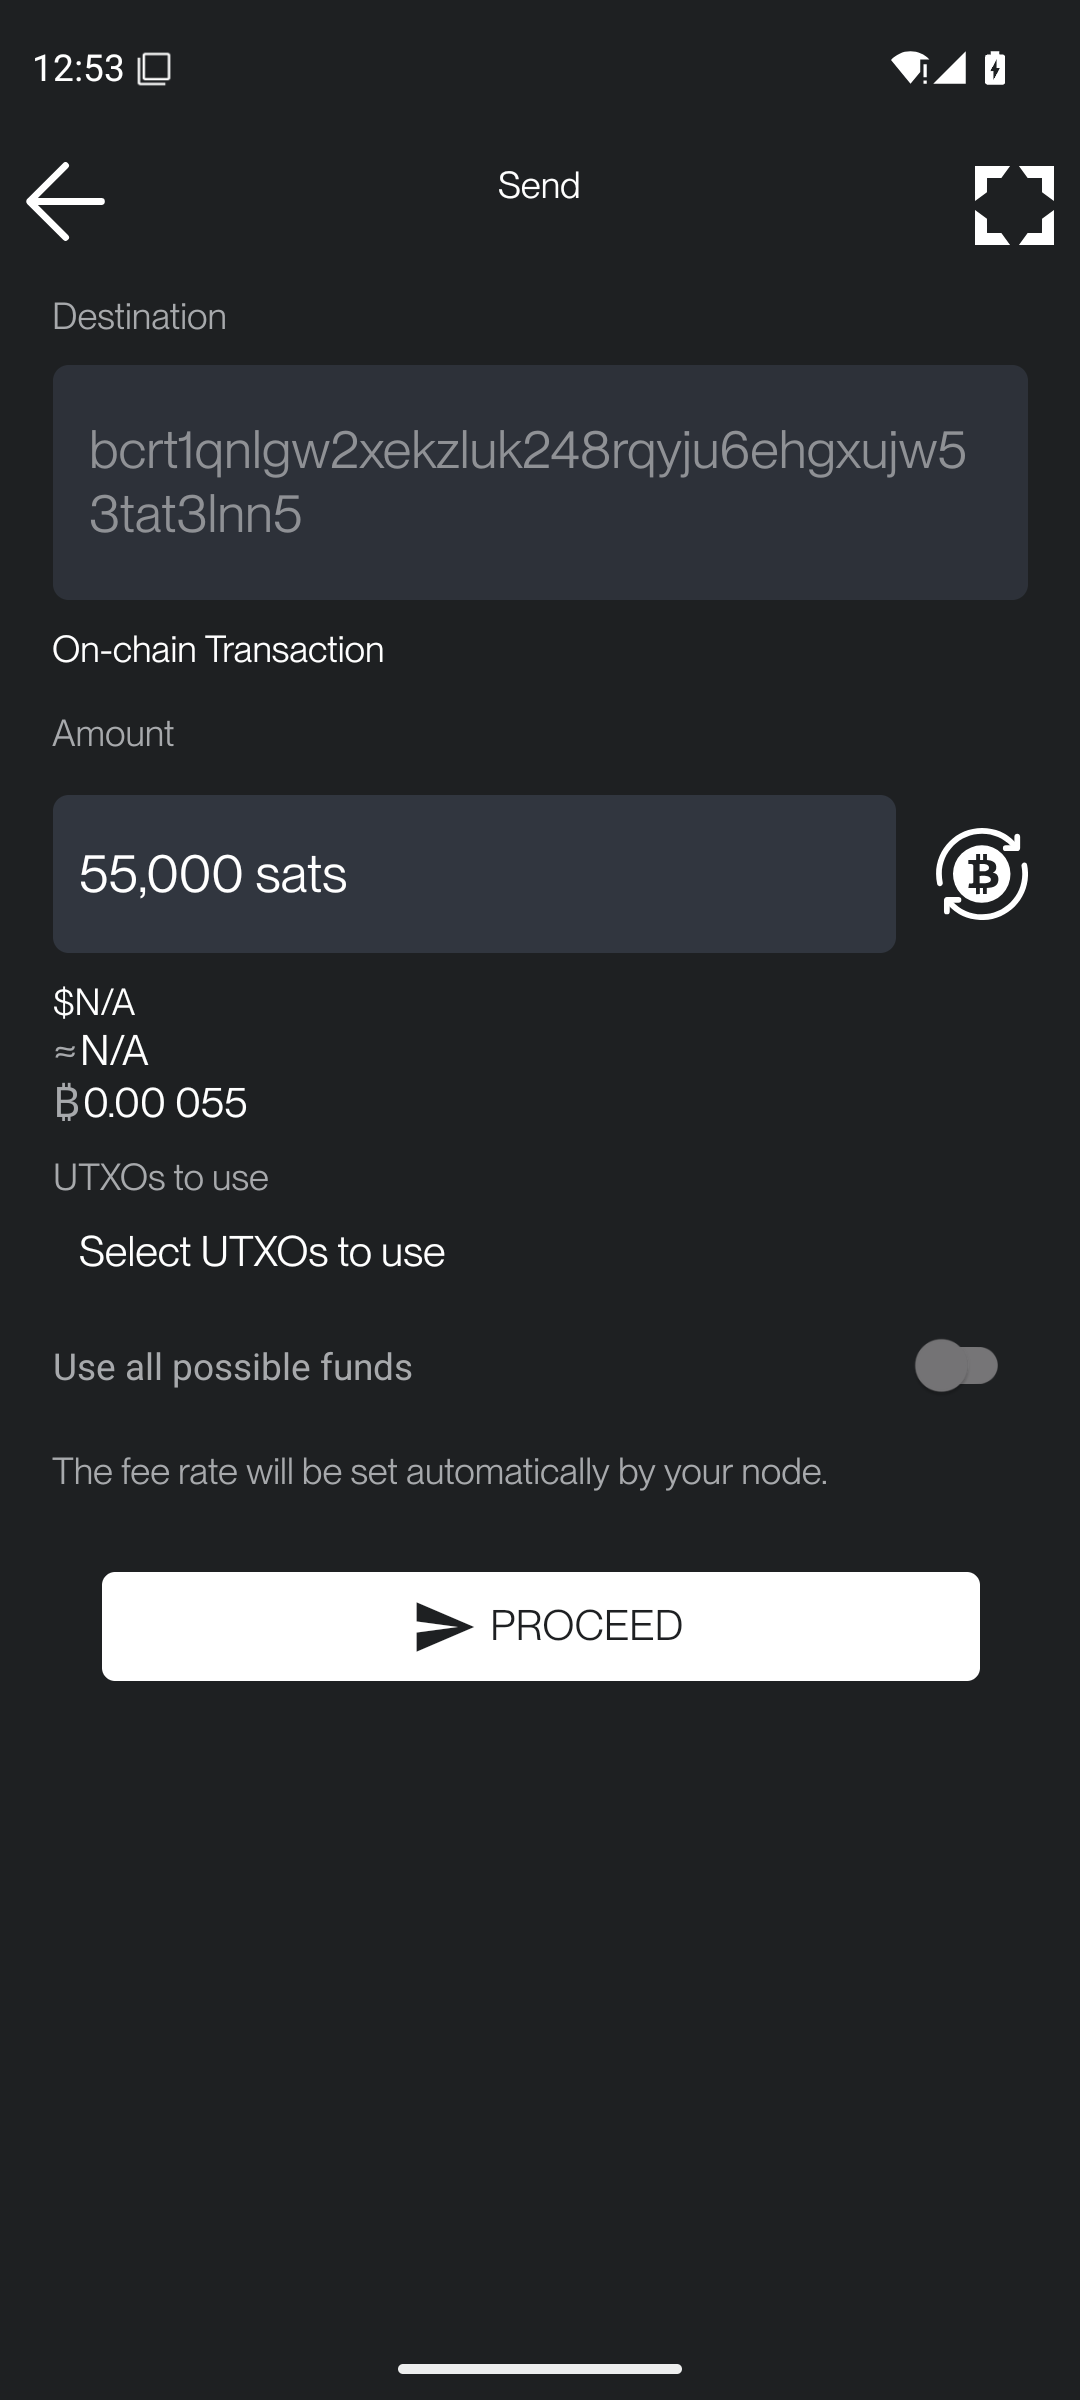 12:53
Send
Destination
bcrt1qnlgw2xekzluk248rqyju6ehgxujw5
3tat3lnn5
On-chain Transaction
Amount
55,000 sats
$N/A
≈N/A
₿0.00 055
UTXOs to use
Select UTXOs to use
Use all possible funds
The fee rate will be set automatically by your node.
PROCEED